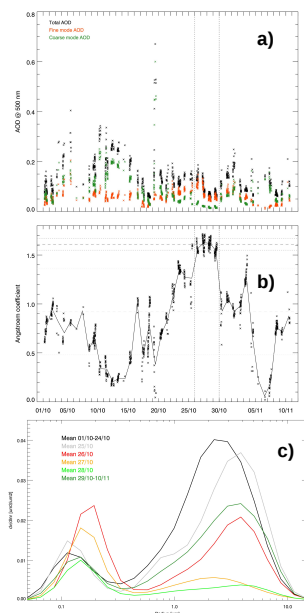 0.8
a)
Total AOD
Fine mode AOD
Coarse mode AOD
0.6
AOD @ 500 nm
0.4
0.2
0.0
b)
1.5
Angstroem coefficient
1.0
0.5
0.0
01/10 05/10 10/10 15/10 20/10 25/10 30/10 05/11 10/11
c)
Mean 01/10-24/10
Mean 25/10
Mean 26/10
Mean 27/10
Mean 28/10
Mean 29/10-10/11
0.04
0.03
0.02
0.01
0.00
0.1 1.0 10.0